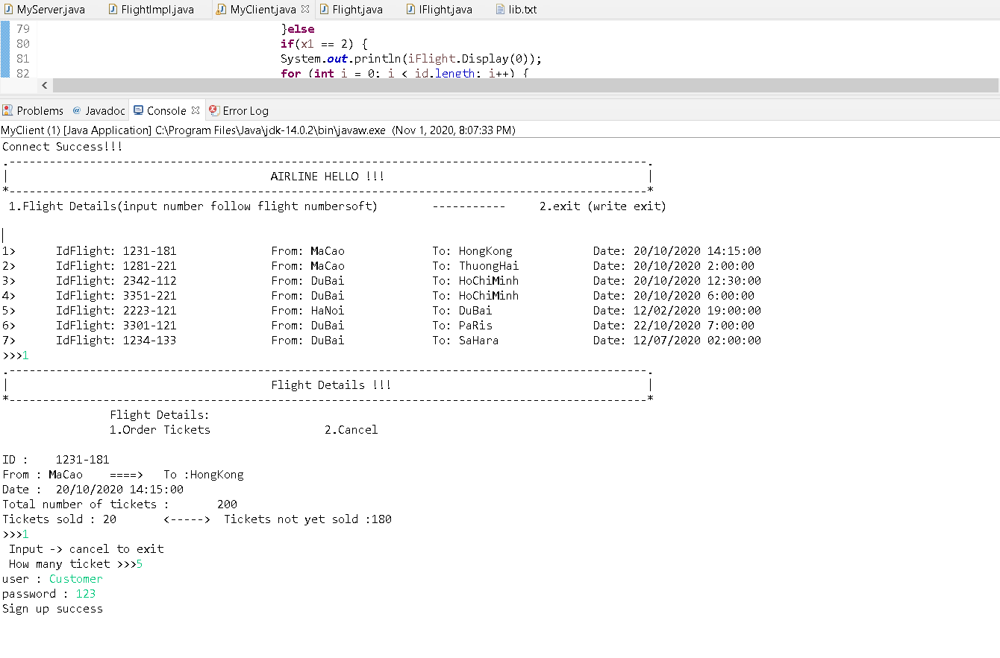 MyServer.java FlightImpl.java MyClient.java Flight.java IFlight.java lib.txt
79 }else
80 if(x1 == 2) {
81 System.out.println(iFlight.Display(0));
82 for (int i = 0; i < id.length; i++) {
Problems @ Javadoc Console Error Log
MyClient (1) [Java Application] C:\Program Files\Java\jdk-14.0.2\bin\javaw.exe (Nov 1, 2020, 8:07:33 PM)
Connect Success!!!
.-----------------------------------------------------------------------------------------------.
| AIRLINE HELLO !!! |
*-----------------------------------------------------------------------------------------------*
1.Flight Details(input number follow flight numbersoft) ----------- 2.exit (write exit)
1> IdFlight: 1231-181 From: MaCao To: HongKong Date: 20/10/2020 14:15:00
2> IdFlight: 1281-221 From: MaCao To: ThuongHai Date: 20/10/2020 2:00:00
3> IdFlight: 2342-112 From: DuBai To: HoChiMinh Date: 20/10/2020 12:30:00
4> IdFlight: 3351-221 From: DuBai To: HoChiMinh Date: 20/10/2020 6:00:00
5> IdFlight: 2223-121 From: HaNoi To: DuBai Date: 12/02/2020 19:00:00
6> IdFlight: 3301-121 From: DuBai To: PaRis Date: 22/10/2020 7:00:00
7> IdFlight: 1234-133 From: DuBai To: SaHara Date: 12/07/2020 02:00:00
>>>1
.-----------------------------------------------------------------------------------------------.
| Flight Details !!! |
*-----------------------------------------------------------------------------------------------*
Flight Details:
1.Order Tickets 2.Cancel
ID : 1231-181
From : MaCao ====> To :HongKong
Date : 20/10/2020 14:15:00
Total number of tickets : 200
Tickets sold : 20 <-----> Tickets not yet sold :180
>>>1
Input -> cancel to exit
How many ticket >>>5
user : Customer
password : 123
Sign up success